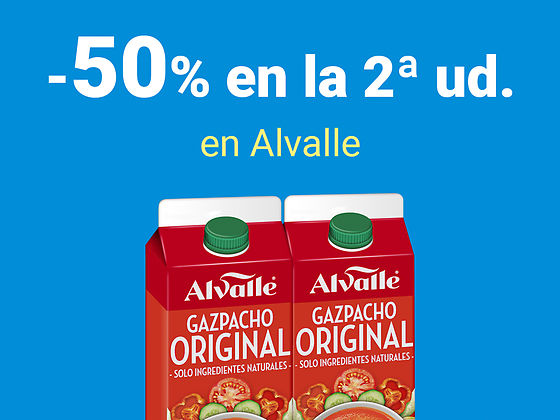 -50% en la 2ª ud.
en Alvalle
Alvalle®
GAZPACHO
ORIGINAL
- SOLO INGREDIENTES NATURALES -
Alvalle®
GAZPACHO
ORIGINAL
- SOLO INGREDIENTES NATURALES -